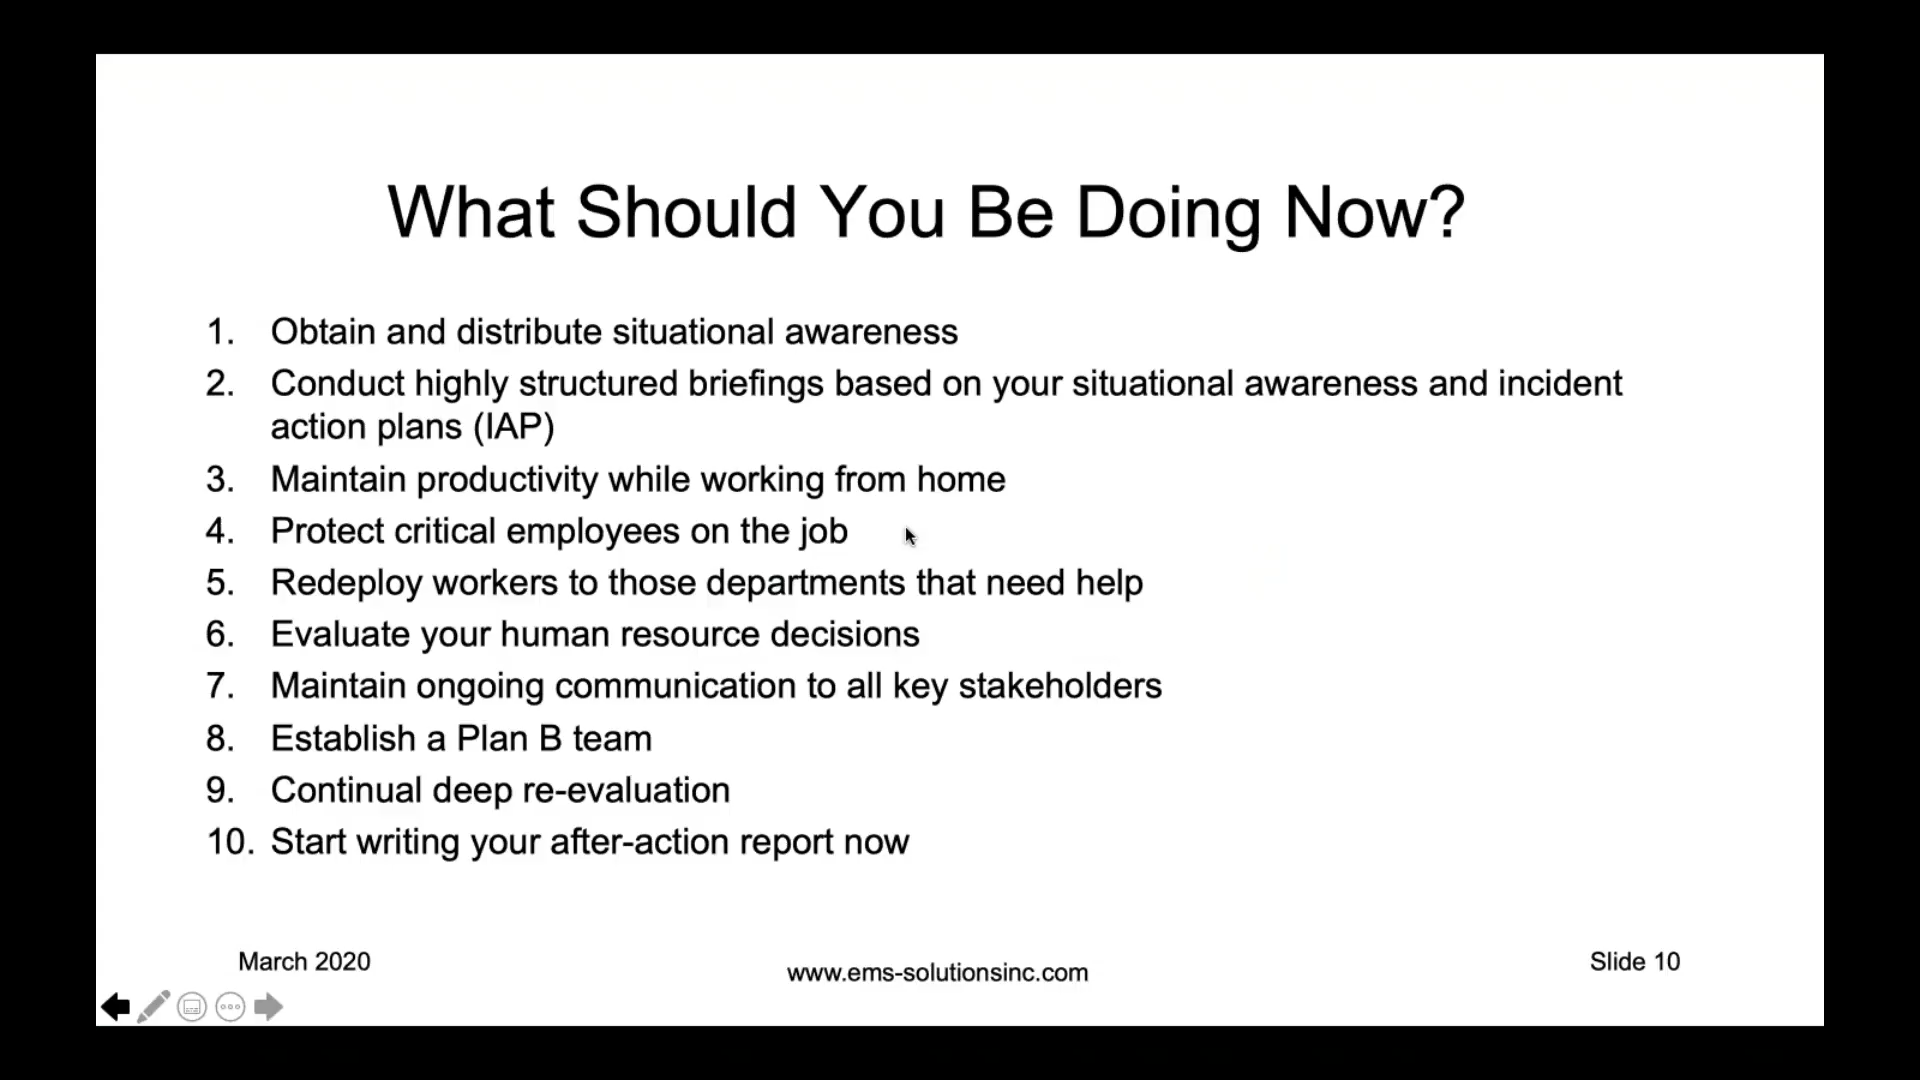 What Should You Be Doing Now?
1. Obtain and distribute situational awareness
2. Conduct highly structured briefings based on your situational awareness and incident
action plans (IAP)
3. Maintain productivity while working from home
4. Protect critical employees on the job
5. Redeploy workers to those departments that need help
6. Evaluate your human resource decisions
7. Maintain ongoing communication to all key stakeholders
8. Establish a Plan B team
9. Continual deep re-evaluation
10. Start writing your after-action report now
March 2020
www.ems-solutionsinc.com
Slide 10